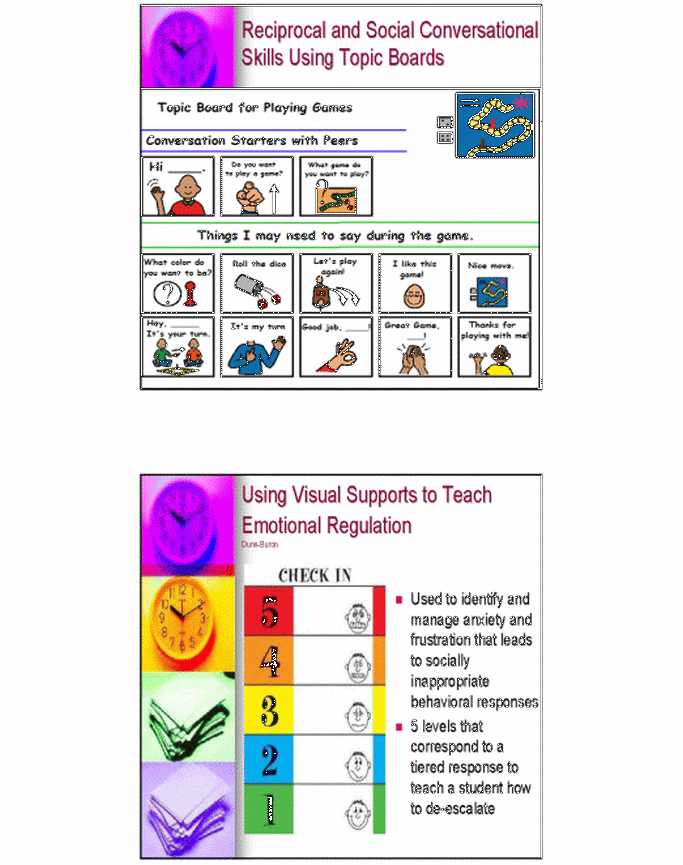 Reciprocal and Social Conversational
Skills Using Topic Boards
Topic Board for Playing Games
Conversation Starters with Peers
Hi ____.
Do you want
to play a game?
What game do
you want to play?
Things I may need to say during the game.
What color do
you want to be?
Roll the dice
Let's play
again!
I like this
game!
Nice move.
Hey, ____
It's your turn.
It's my turn
Good job, ____!
Great Game,
____!
Thanks for
playing with me!
Using Visual Supports to Teach
Emotional Regulation
Dunn-Buron
CHECK IN
5
4
3
2
1
■ Used to identify and
manage anxiety and
frustration that leads
to socially
inappropriate
behavioral responses
■ 5 levels that
correspond to a
tiered response to
teach a student how
to de-escalate